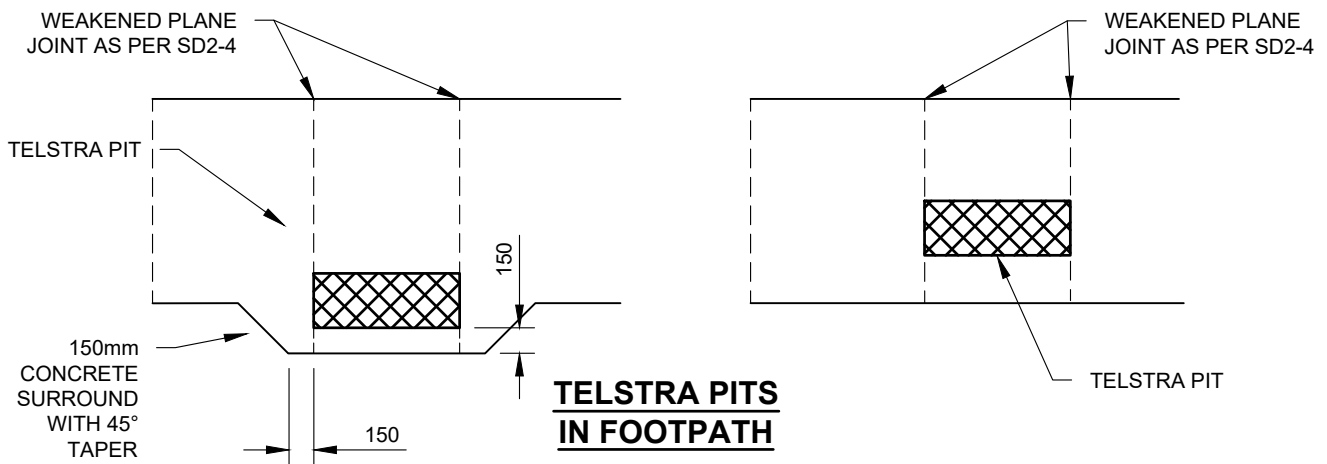 WEAKENED PLANE
JOINT AS PER SD2-4
WEAKENED PLANE
JOINT AS PER SD2-4
TELSTRA PIT
150
150mm
CONCRETE
SURROUND
WITH 45°
TAPER
150
TELSTRA PITS
IN FOOTPATH
TELSTRA PIT